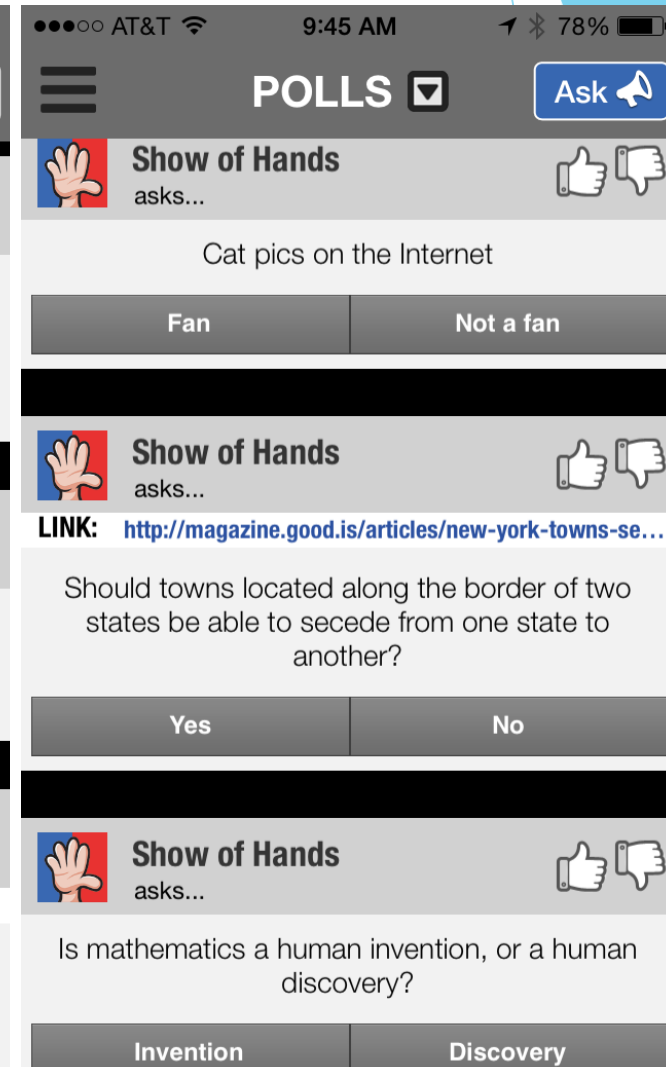 AT&T 9:45 AM 78%
POLLS Ask
Show of Hands
asks...
Cat pics on the Internet
Fan Not a fan
Show of Hands
asks...
LINK: http://magazine.good.is/articles/new-york-towns-se...
Should towns located along the border of two
states be able to secede from one state to
another?
Yes No
Show of Hands
asks...
Is mathematics a human invention, or a human
discovery?
Invention Discovery